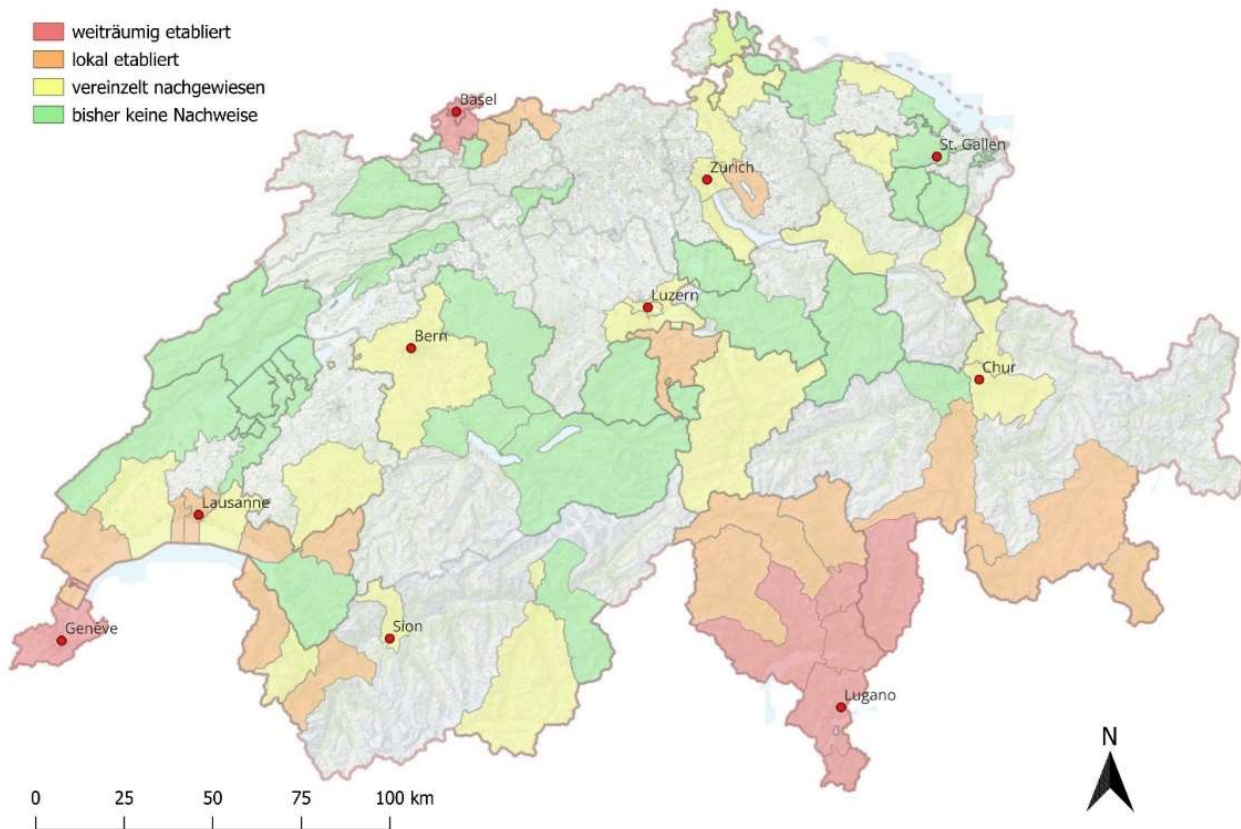 weiträumig etabliert
lokal etabliert
vereinzelt nachgewiesen
bisher keine Nachweise
Basel
St. Gallen
Zürich
Luzern
Bern
Chur
Lausanne
Genève
Sion
Lugano
N
0 25 50 75 100 km